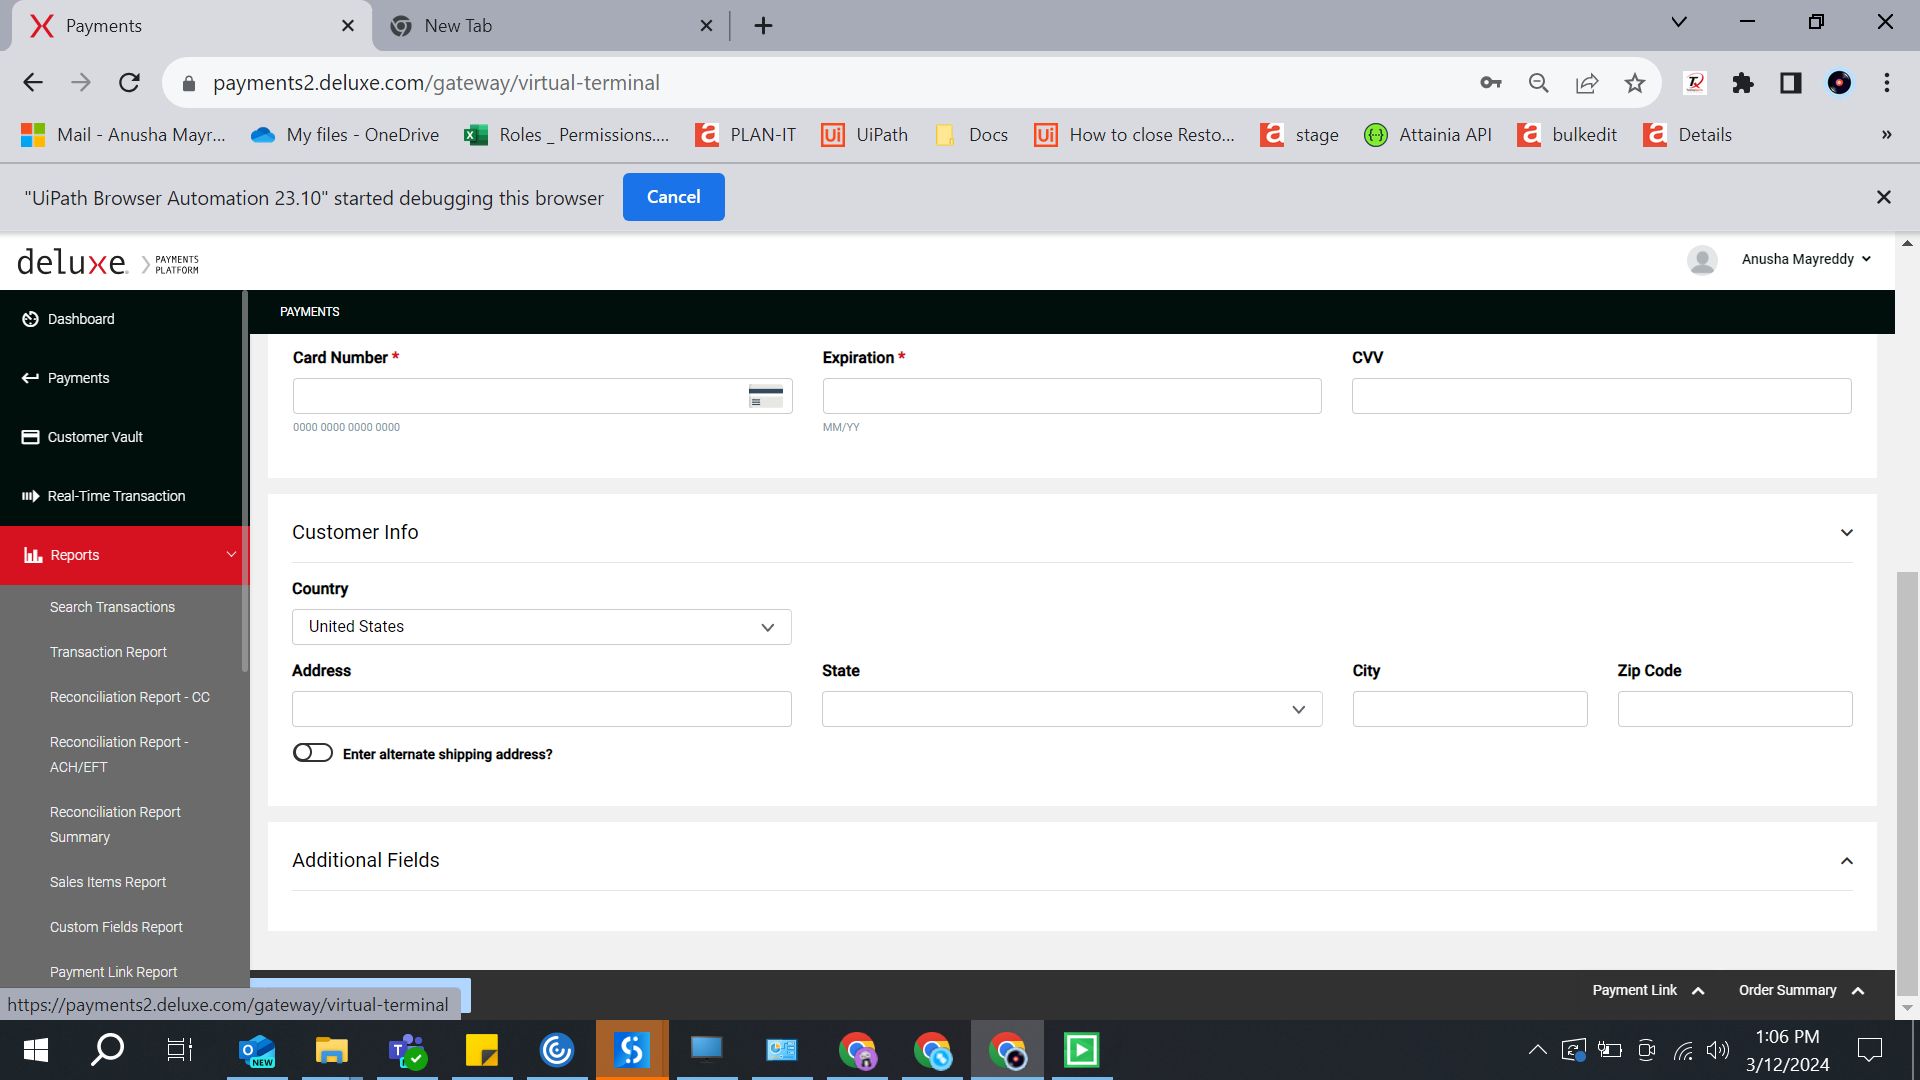 Payments
New Tab
payments2.deluxe.com/gateway/virtual-terminal
Mail - Anusha Mayr...
My files - OneDrive
Roles _ Permissions....
PLAN-IT
UiPath
Docs
How to close Resto...
stage
Attainia API
bulkedit
Details
»
"UiPath Browser Automation 23.10" started debugging this browser
Cancel
deluxe.
PAYMENTS
PLATFORM
Anusha Mayreddy
Dashboard
Payments
Customer Vault
Real-Time Transaction
Reports
Search Transactions
Transaction Report
Reconciliation Report - CC
Reconciliation Report -
ACH/EFT
Reconciliation Report
Summary
Sales Items Report
Custom Fields Report
Payment Link Report
PAYMENTS
Card Number *
0000 0000 0000 0000
Expiration *
MM/YY
CVV
Customer Info
Country
United States
Address
State
City
Zip Code
Enter alternate shipping address?
Additional Fields
Payment Link
Order Summary
https://payments2.deluxe.com/gateway/virtual-terminal
1:06 PM
3/12/2024